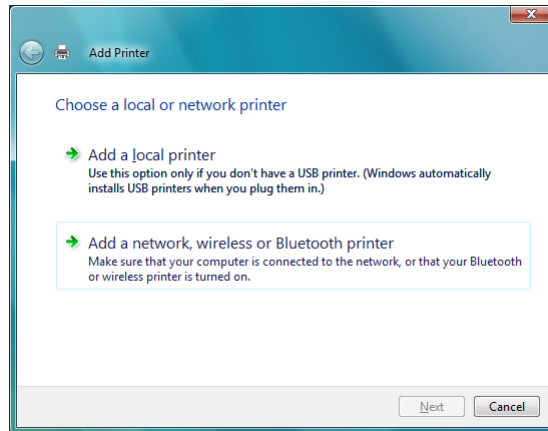 Add Printer
Choose a local or network printer
Add a local printer
Use this option only if you don't have a USB printer. (Windows automatically
installs USB printers when you plug them in.)
Add a network, wireless or Bluetooth printer
Make sure that your computer is connected to the network, or that your Bluetooth
or wireless printer is turned on.
Next Cancel